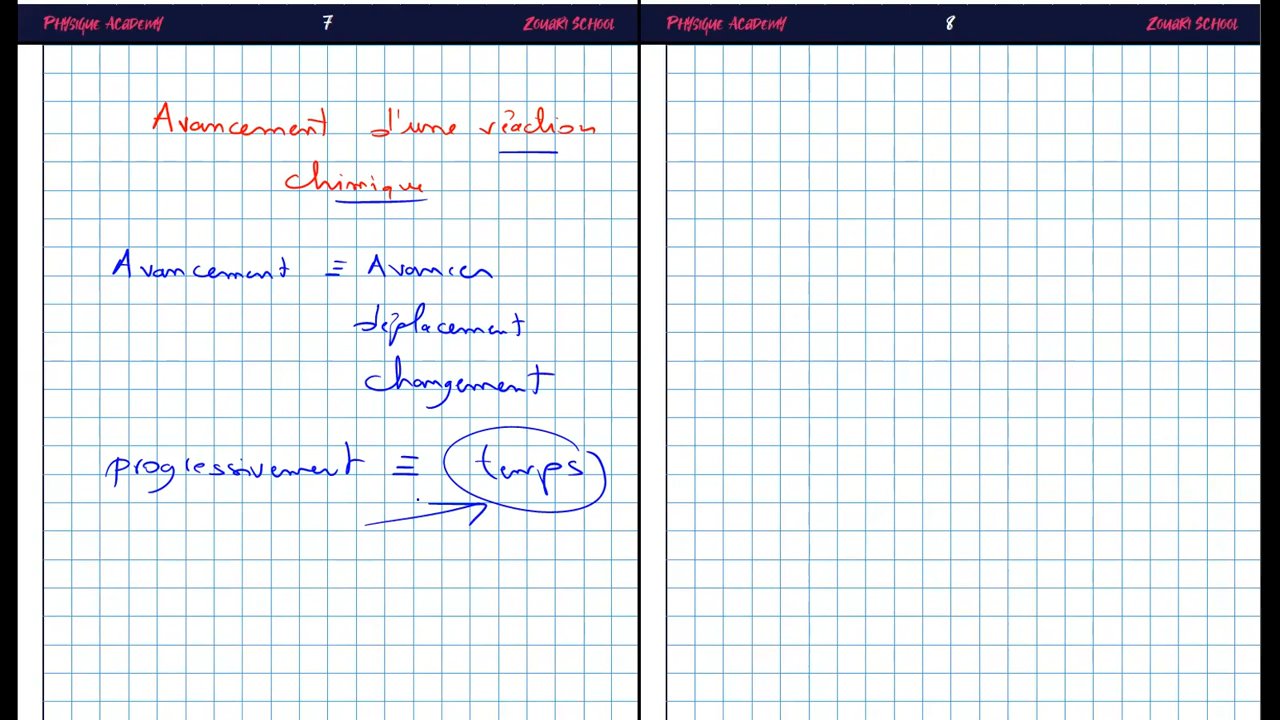 PHYSIQUE ACADEMY 7 ZOUARI SCHOOL
Avancement d'une réaction
chimique
Avancement ≡ Avancer
déplacement
changement
progressivement ≡ temps
PHYSIQUE ACADEMY 8 ZOUARI SCHOOL